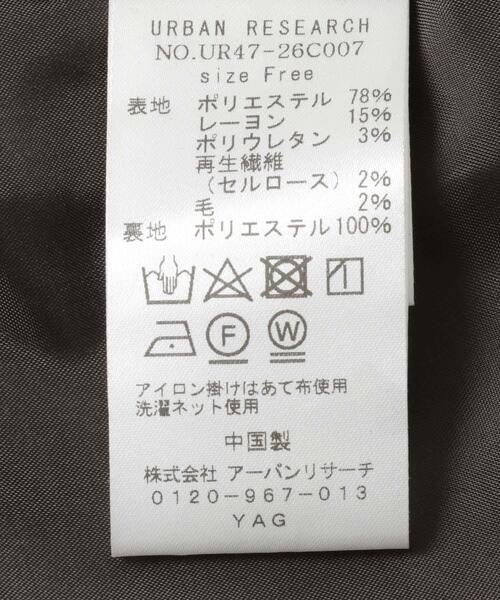 URBAN RESEARCH
NO.UR47-26C007
size Free
表地 ポリエステル 78%
レーヨン 15%
ポリウレタン 3%
再生繊維
(セルロース) 2%
毛 2%
裏地 ポリエステル100%
F W
アイロン掛けはあて布使用
洗濯ネット使用
中国製
株式会社 アーバンリサーチ
0120-967-013
YAG